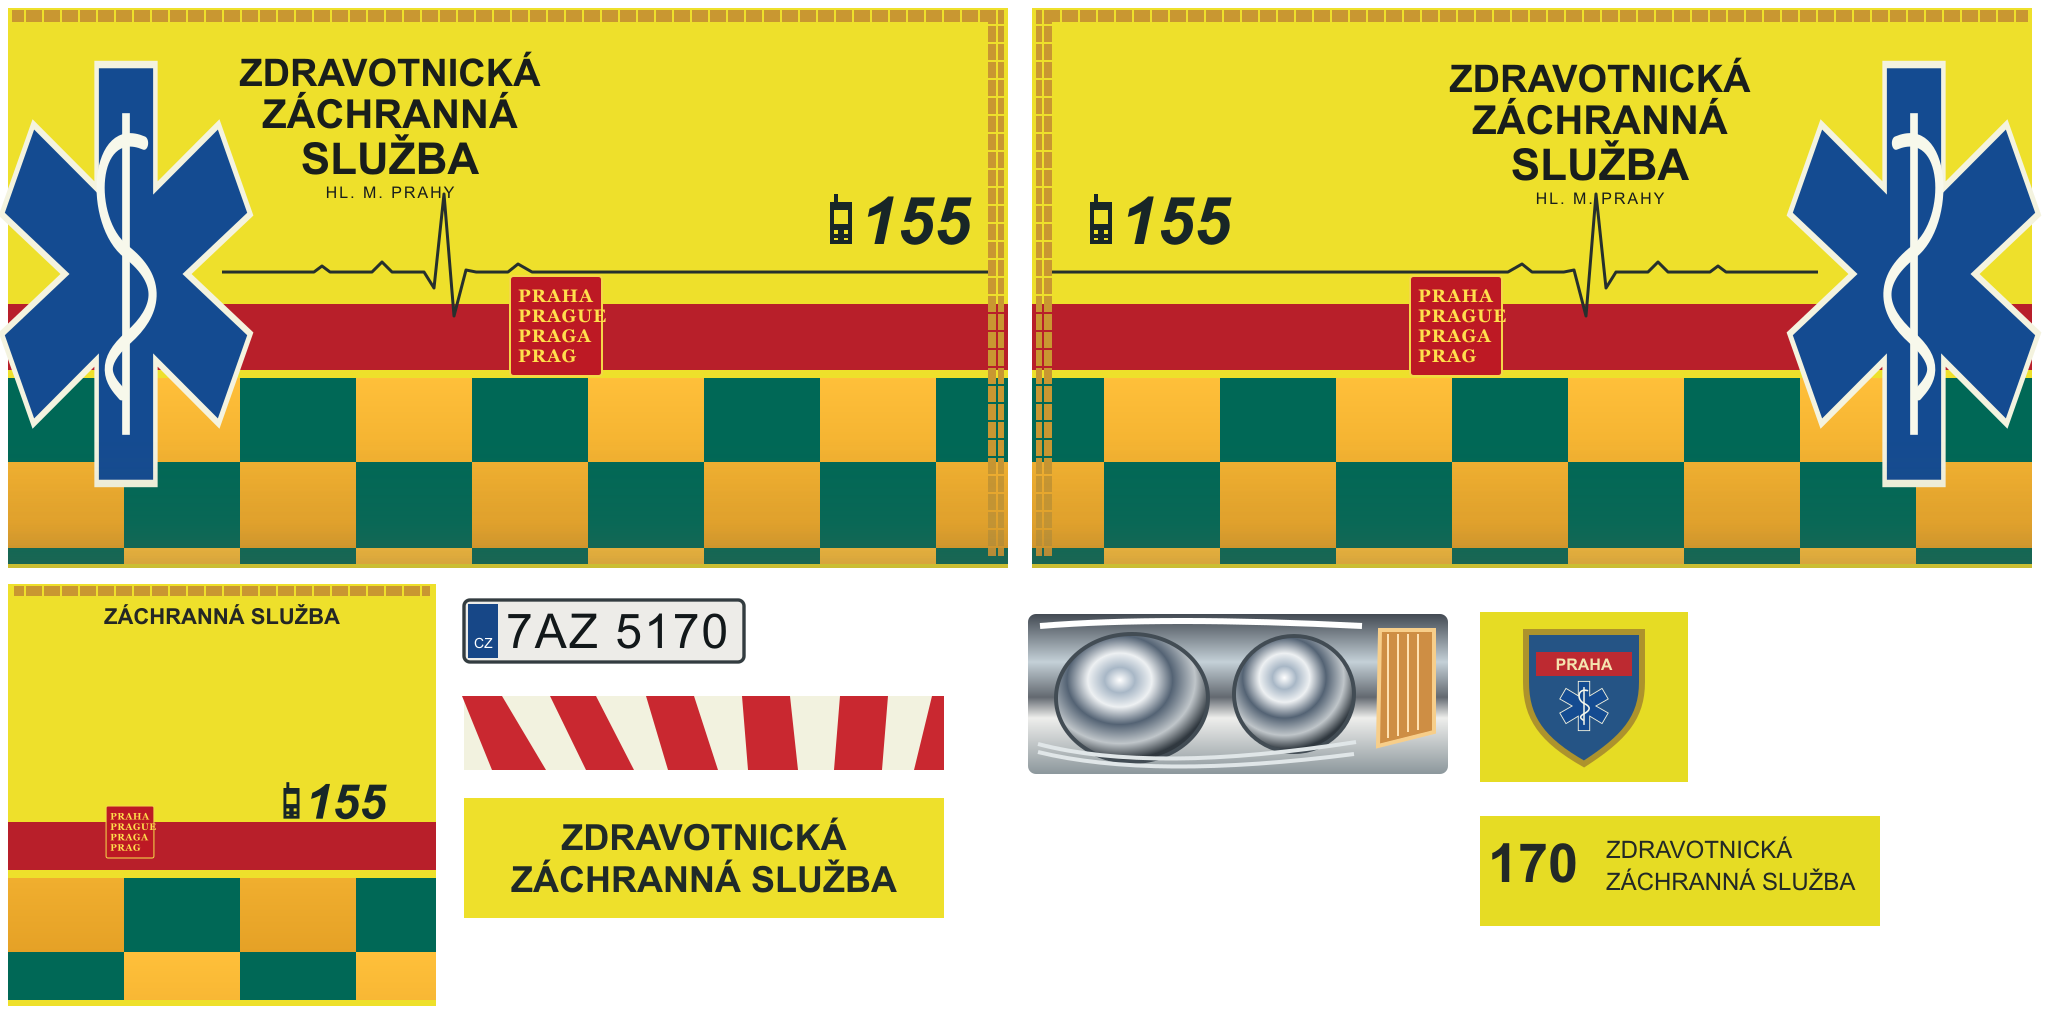 ZDRAVOTNICKÁ
ZÁCHRANNÁ
SLUŽBA
HL. M. PRAHY
155
PRAHA
PRAGUE
PRAGA
PRAG
ZDRAVOTNICKÁ
ZÁCHRANNÁ
SLUŽBA
HL. M. PRAHY
155
PRAHA
PRAGUE
PRAGA
PRAG
ZÁCHRANNÁ SLUŽBA
155
PRAHA
PRAGUE
PRAGA
PRAG
CZ 7AZ 5170
ZDRAVOTNICKÁ
ZÁCHRANNÁ SLUŽBA
PRAHA
170
ZDRAVOTNICKÁ
ZÁCHRANNÁ SLUŽBA